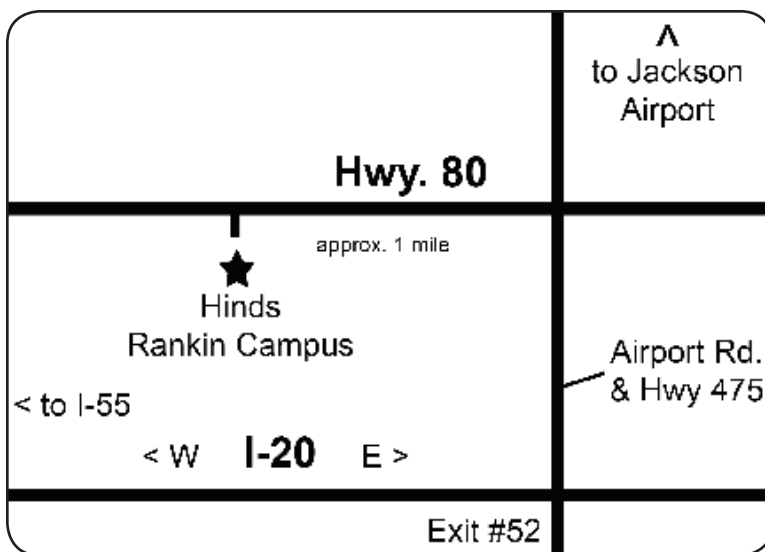 ^
to Jackson
Airport
Hwy. 80
approx. 1 mile
Hinds
Rankin Campus
Airport Rd.
& Hwy 475
< to I-55
< W I-20 E >
Exit #52